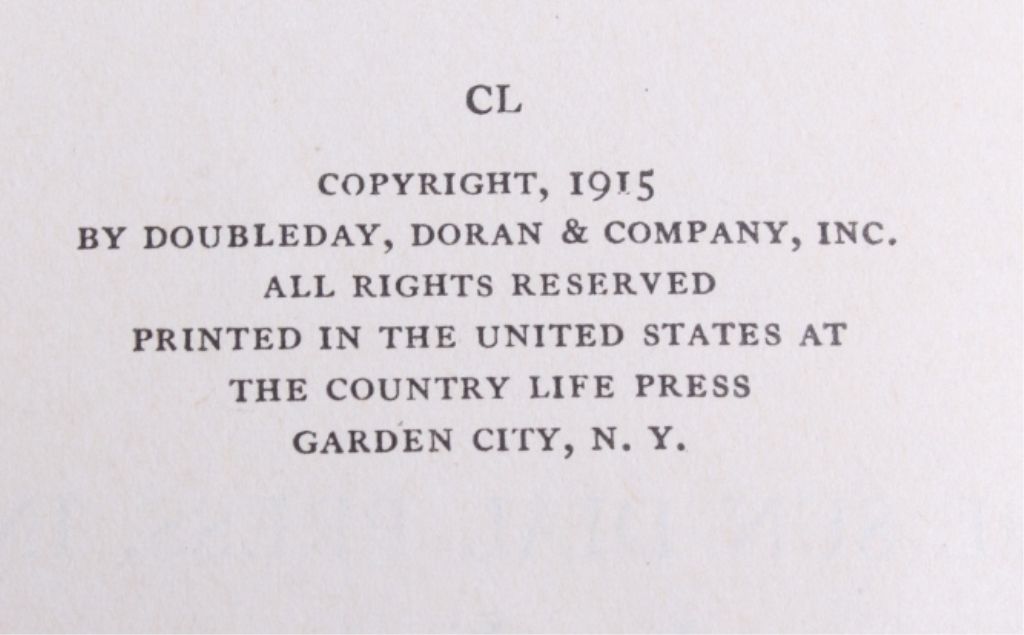 CL
COPYRIGHT, 1915
BY DOUBLEDAY, DORAN & COMPANY, INC.
ALL RIGHTS RESERVED
PRINTED IN THE UNITED STATES AT
THE COUNTRY LIFE PRESS
GARDEN CITY, N. Y.